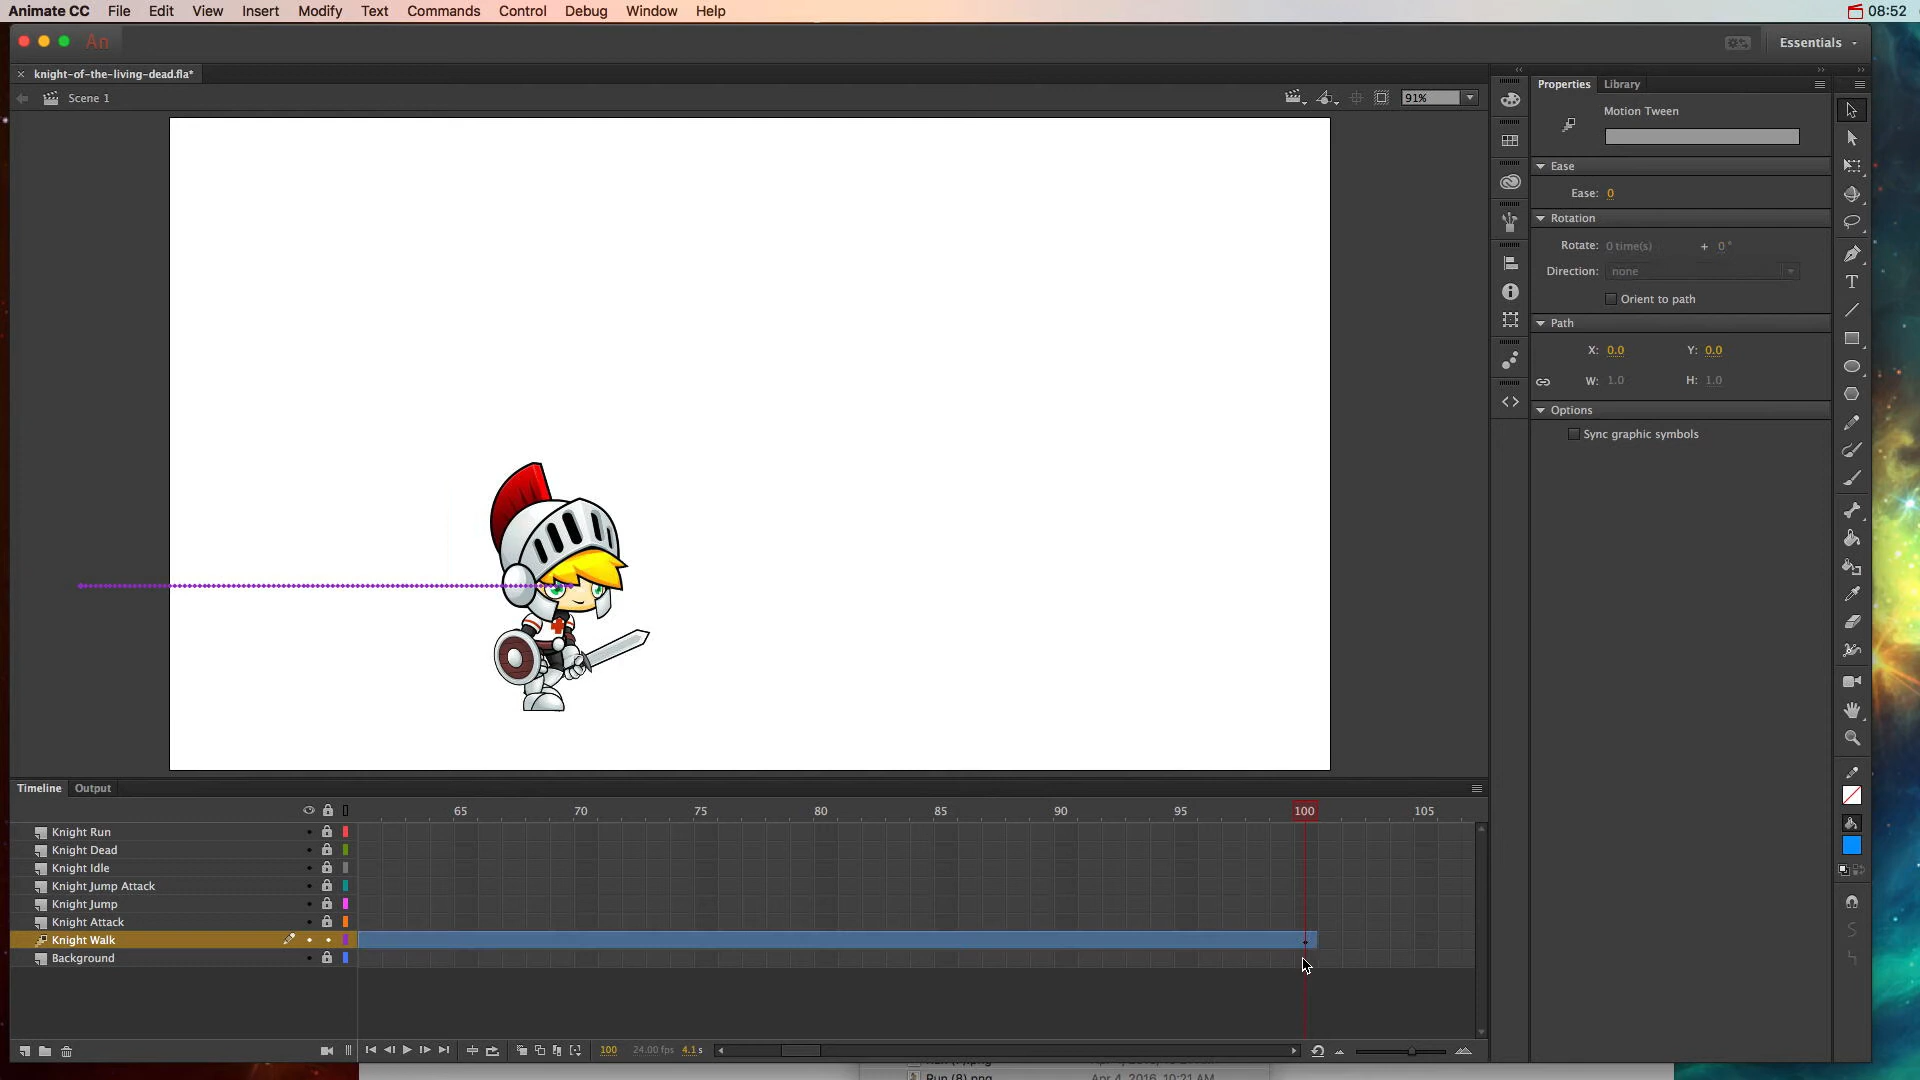 Animate CC File Edit View Insert Modify Text Commands Control Debug Window Help 08:52
An Essentials
knight-of-the-living-dead.fla*
Scene 1 91%
Properties Library
Motion Tween
Ease
Ease: 0
Rotation
Rotate: 0 time(s) + 0 °
Direction: none
Orient to path
Path
X: 0.0 Y: 0.0
W: 1.0 H: 1.0
Options
Sync graphic symbols
Timeline Output
65 70 75 80 85 90 95 100 105
Knight Run
Knight Dead
Knight Idle
Knight Jump Attack
Knight Jump
Knight Attack
Knight Walk
Background
100 24.00 fps 4.1 s
Run (8).png Apr 4, 2016, 10:21 AM